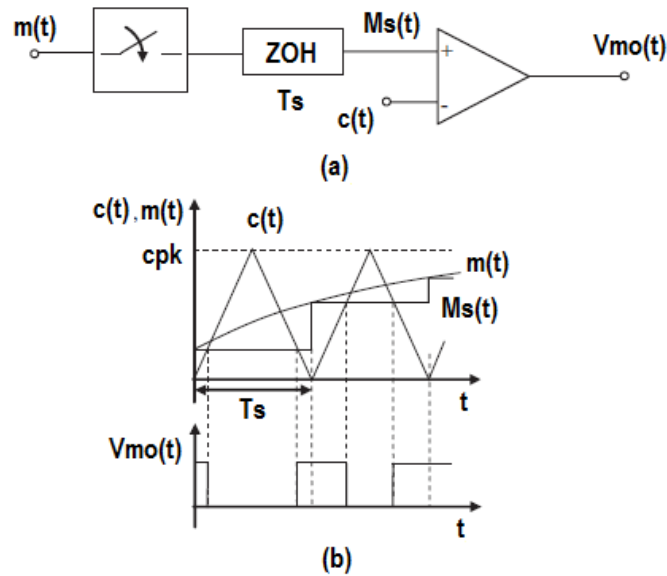 m(t)
ZOH
Ts
Ms(t)
+
-
c(t)
Vmo(t)
(a)
c(t) , m(t)
c(t)
cpk
m(t)
Ms(t)
Ts
t
Vmo(t)
t
(b)